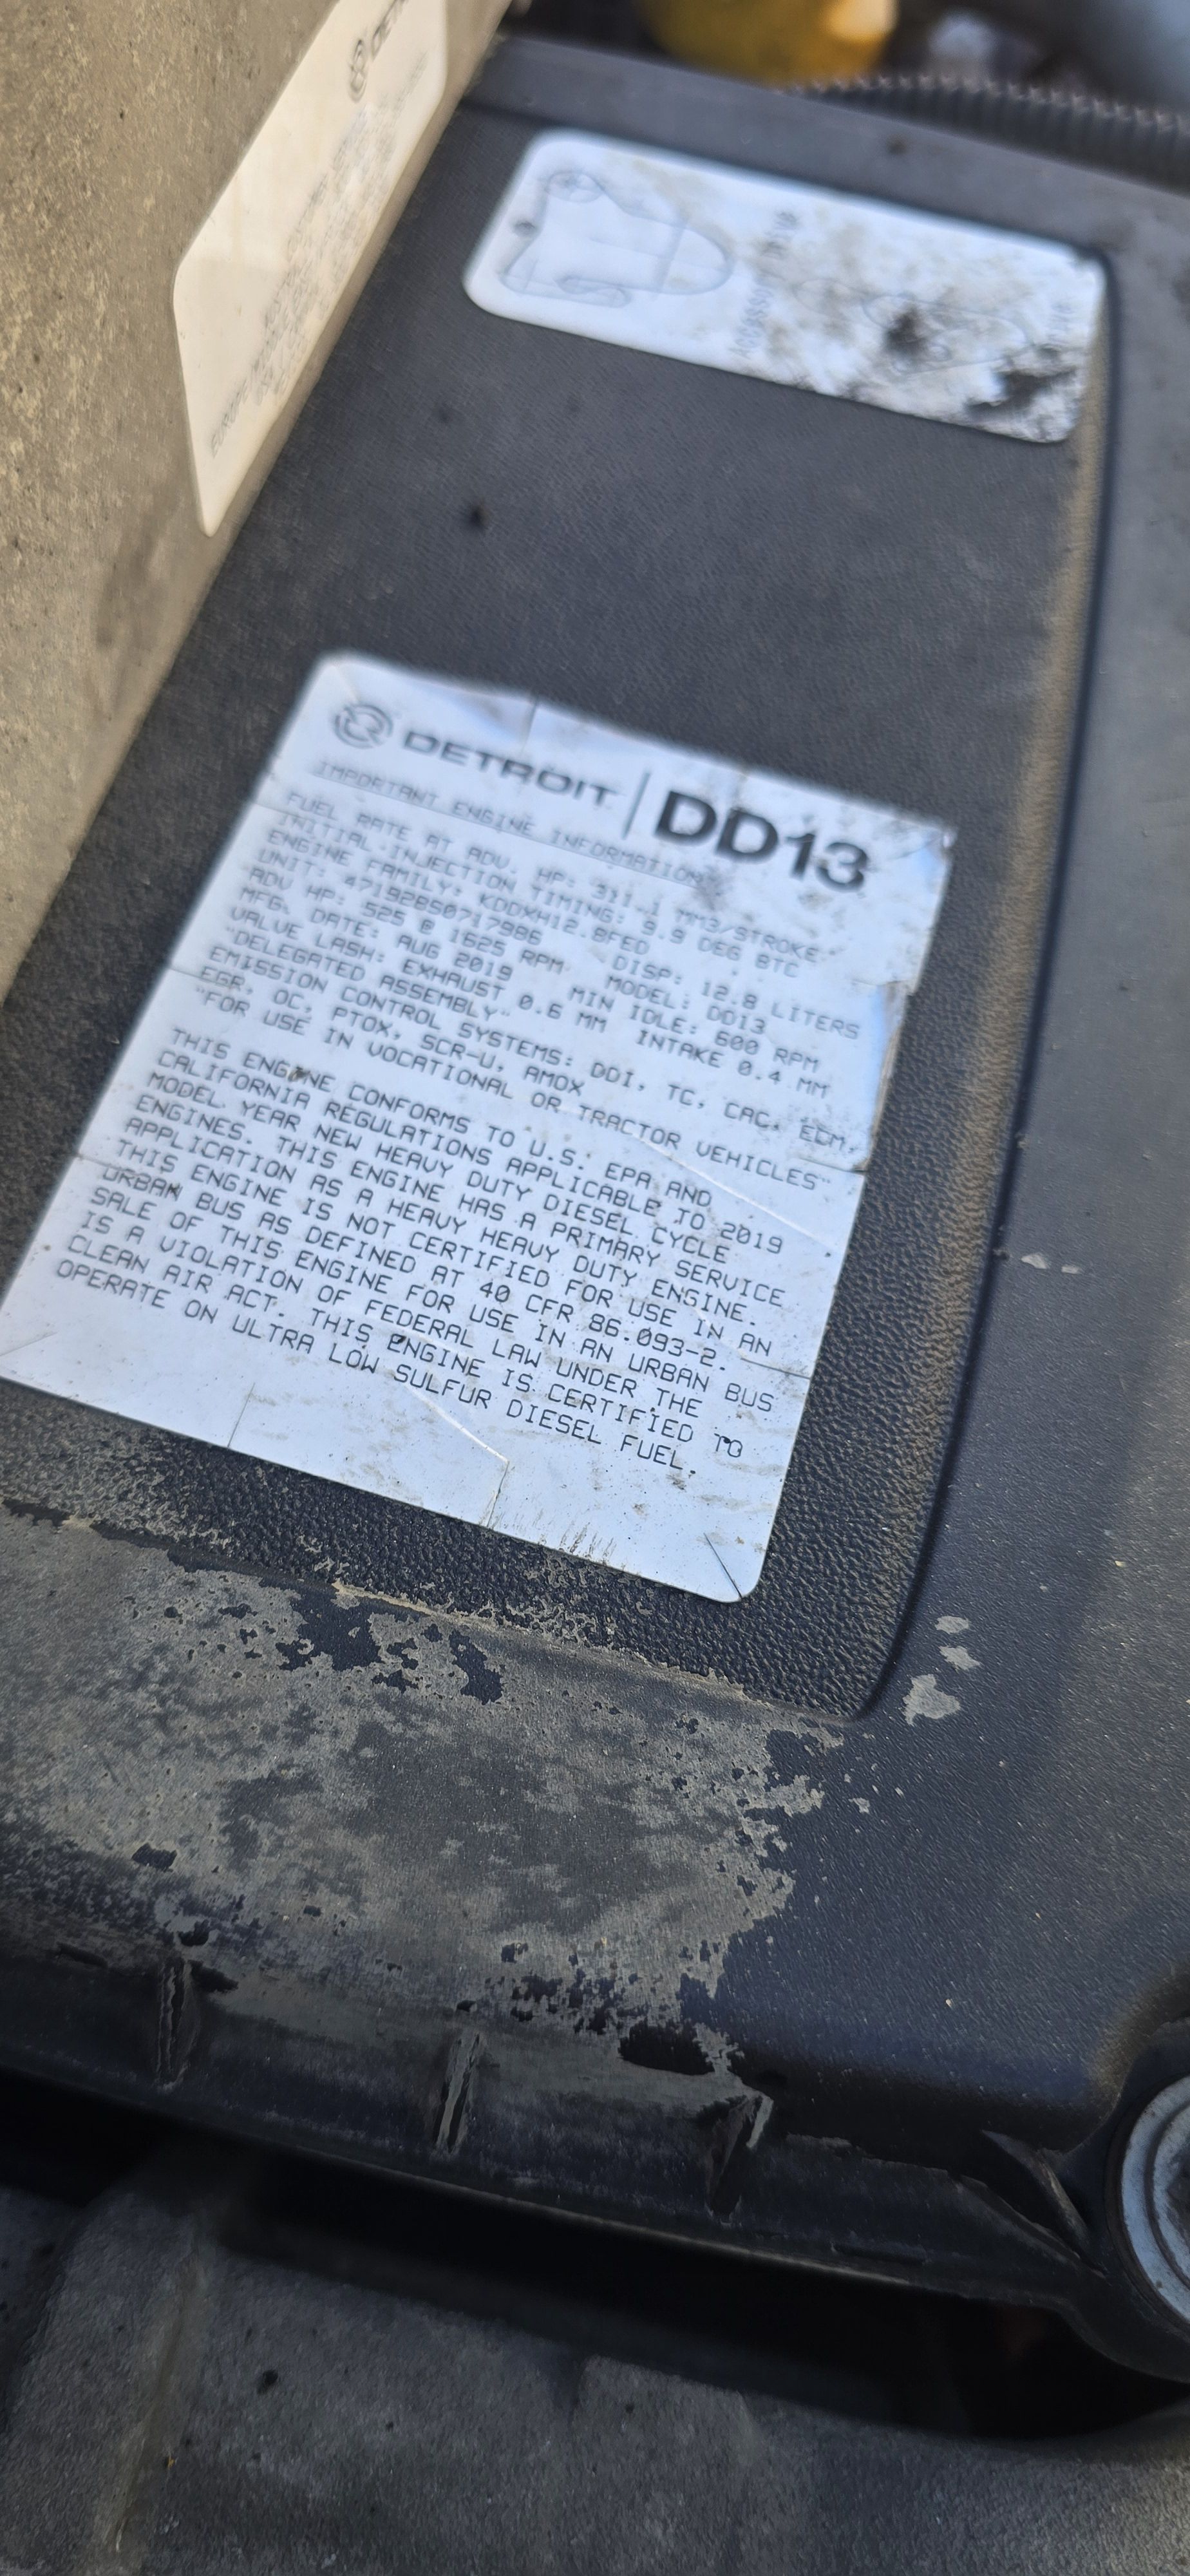 DETROIT | DD13
IMPORTANT ENGINE INFORMATION
FUEL RATE AT ADV. HP: 311.1 MM3/STROKE
INITIAL INJECTION TIMING: 9.9 DEG BTC
ENGINE FAMILY: KDDXH12.8FED DISP: 12.8 LITERS
UNIT: 471928S0717986 MODEL: DD13
ADV HP: 525 @ 1625 RPM MIN IDLE: 600 RPM
MFG. DATE: AUG 2019
VALVE LASH: EXHAUST 0.6 MM INTAKE 0.4 MM
"DELEGATED ASSEMBLY"
EMISSION CONTROL SYSTEMS: DDI, TC, CAC, ECM,
EGR, OC, PTOX, SCR-U, AMOX
"FOR USE IN VOCATIONAL OR TRACTOR VEHICLES"
THIS ENGINE CONFORMS TO U.S. EPA AND
CALIFORNIA REGULATIONS APPLICABLE TO 2019
MODEL YEAR NEW HEAVY DUTY DIESEL CYCLE
ENGINES. THIS ENGINE HAS A PRIMARY SERVICE
APPLICATION AS A HEAVY HEAVY DUTY ENGINE.
THIS ENGINE IS NOT CERTIFIED FOR USE IN AN
URBAN BUS AS DEFINED AT 40 CFR 86.093-2.
SALE OF THIS ENGINE FOR USE IN AN URBAN BUS
IS A VIOLATION OF FEDERAL LAW UNDER THE
CLEAN AIR ACT. THIS ENGINE IS CERTIFIED TO
OPERATE ON ULTRA LOW SULFUR DIESEL FUEL.